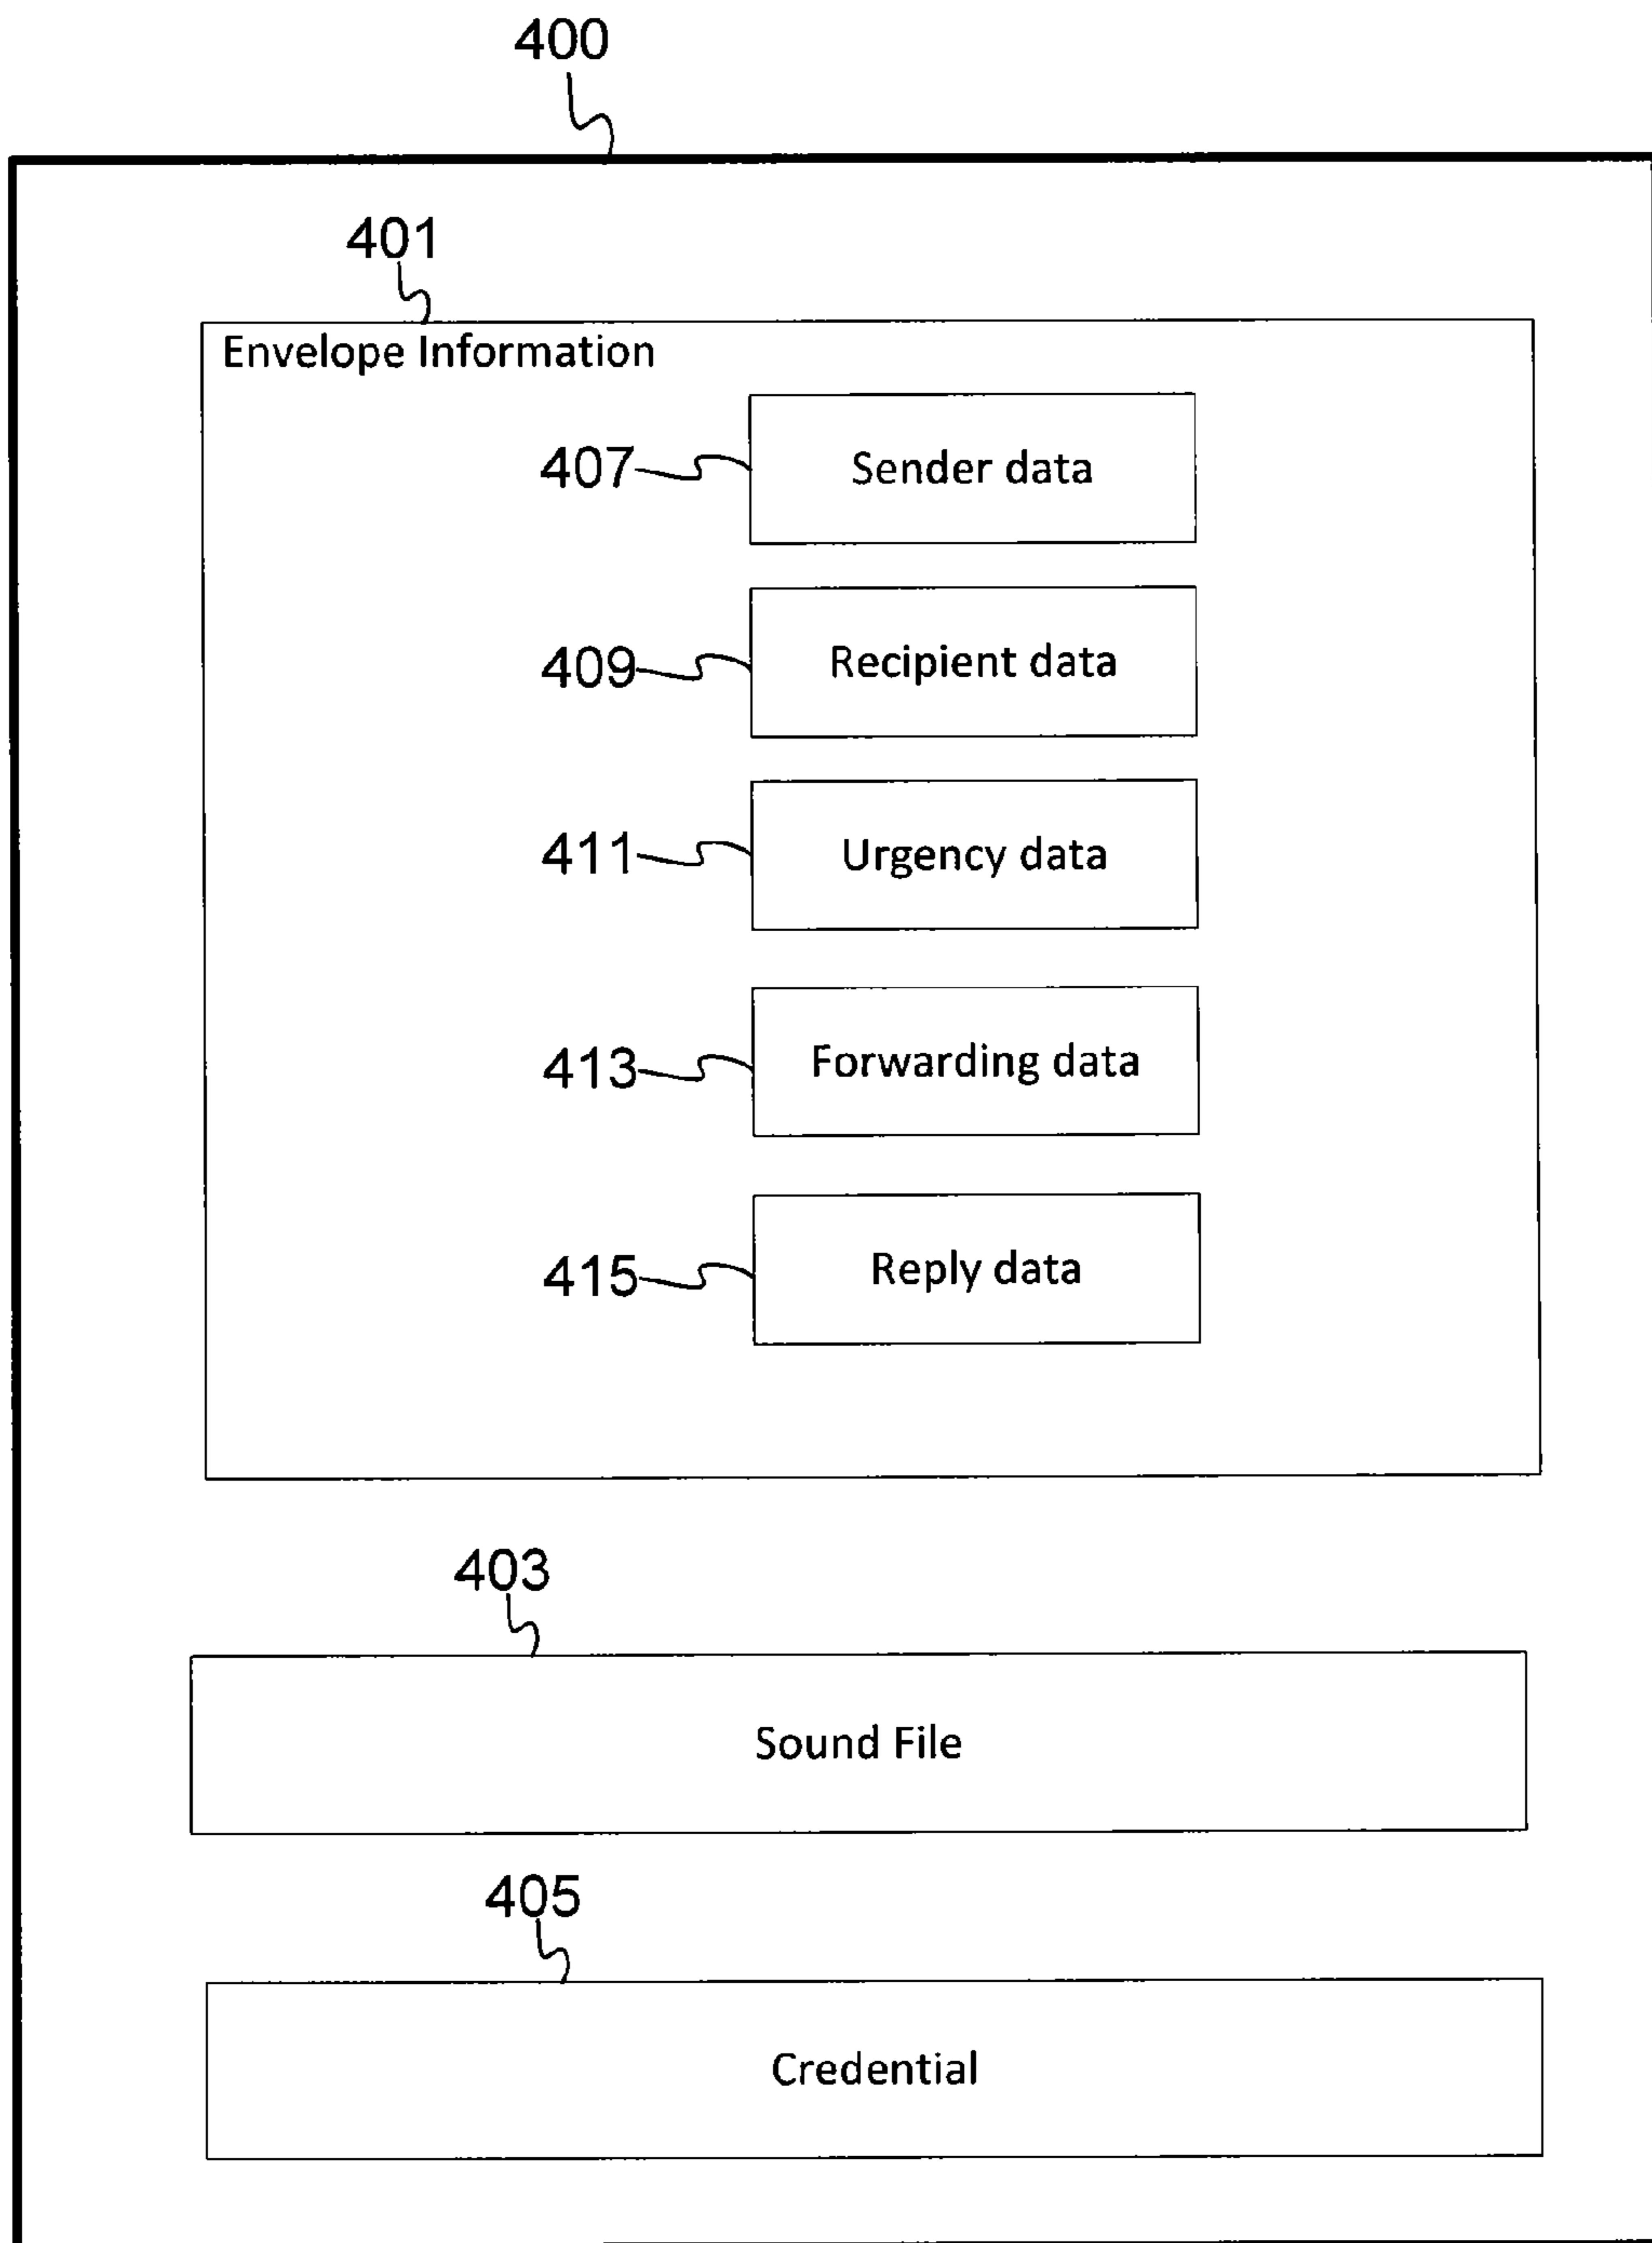 400
401
Envelope Information
407 Sender data
409 Recipient data
411 Urgency data
413 Forwarding data
415 Reply data
403
Sound File
405
Credential